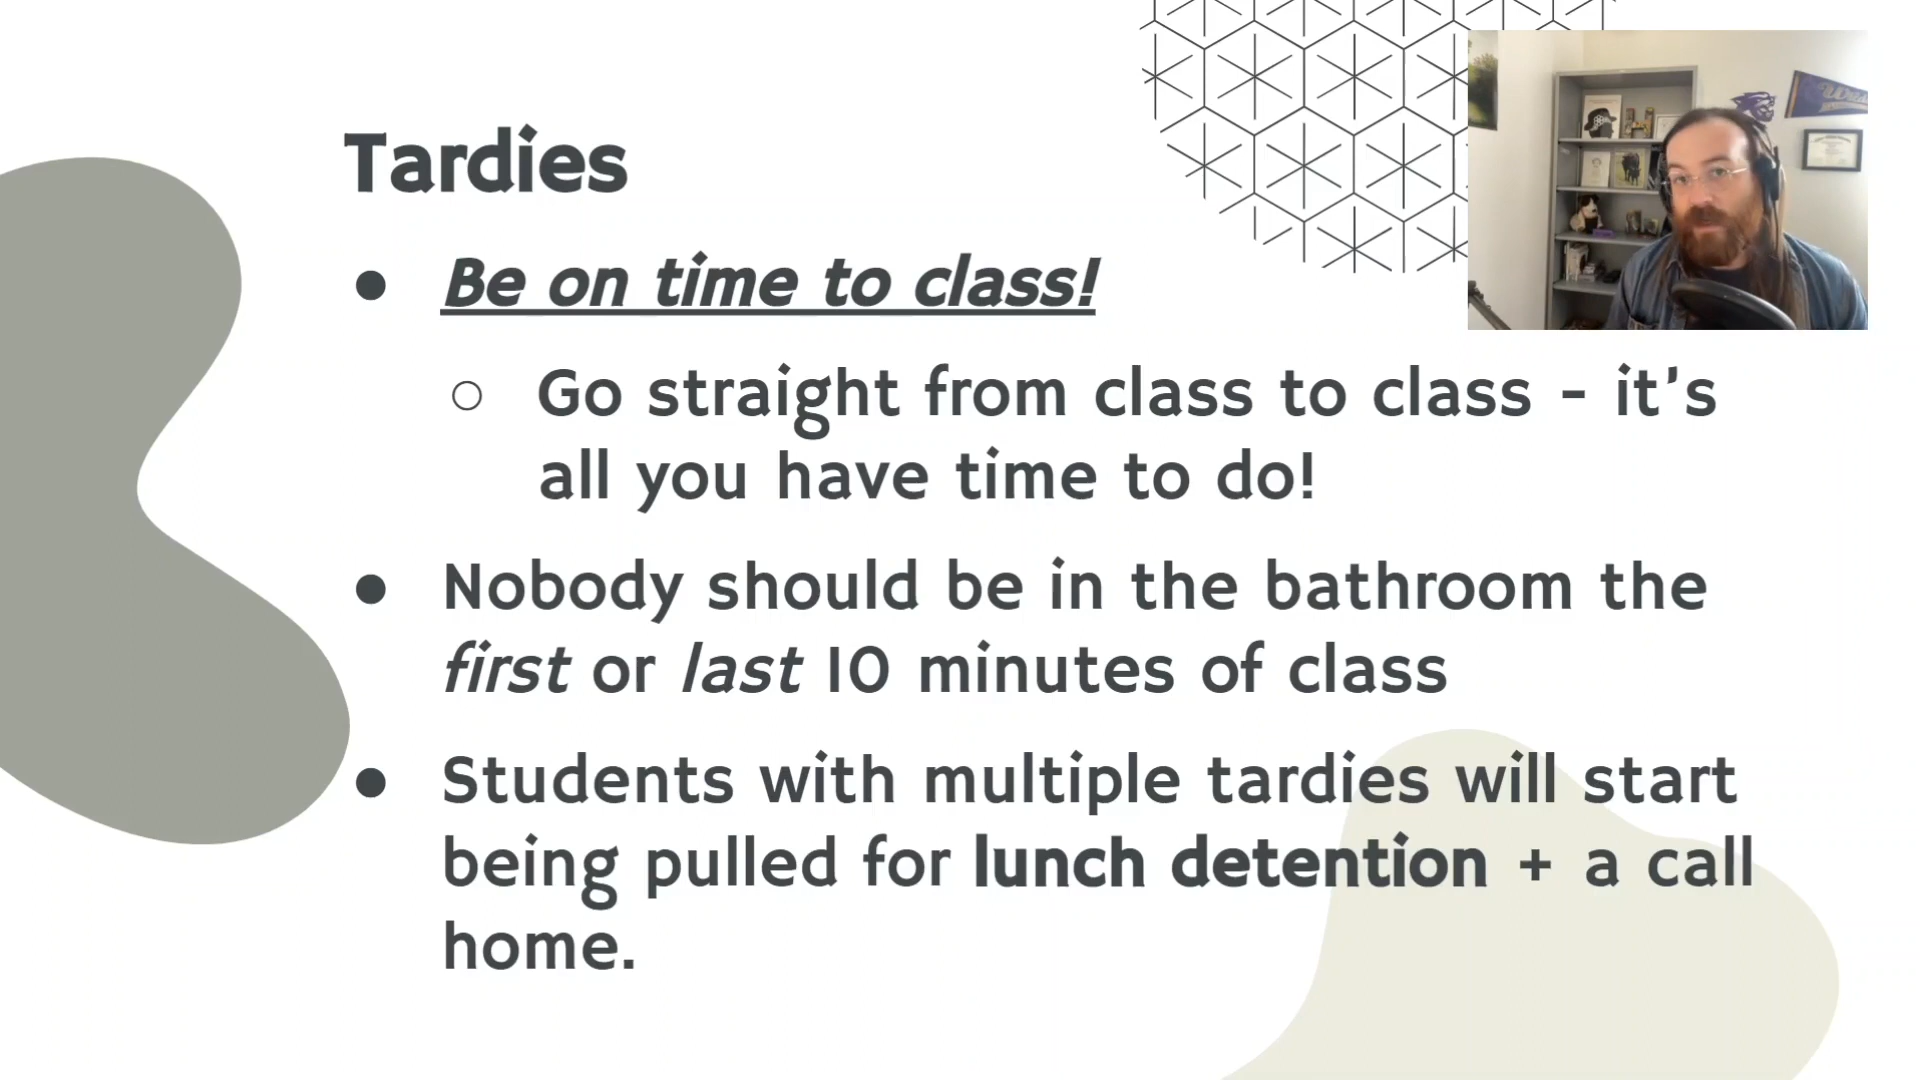 Tardies
● Be on time to class!
○ Go straight from class to class - it's
all you have time to do!
● Nobody should be in the bathroom the
first or last 10 minutes of class
● Students with multiple tardies will start
being pulled for lunch detention + a call
home.